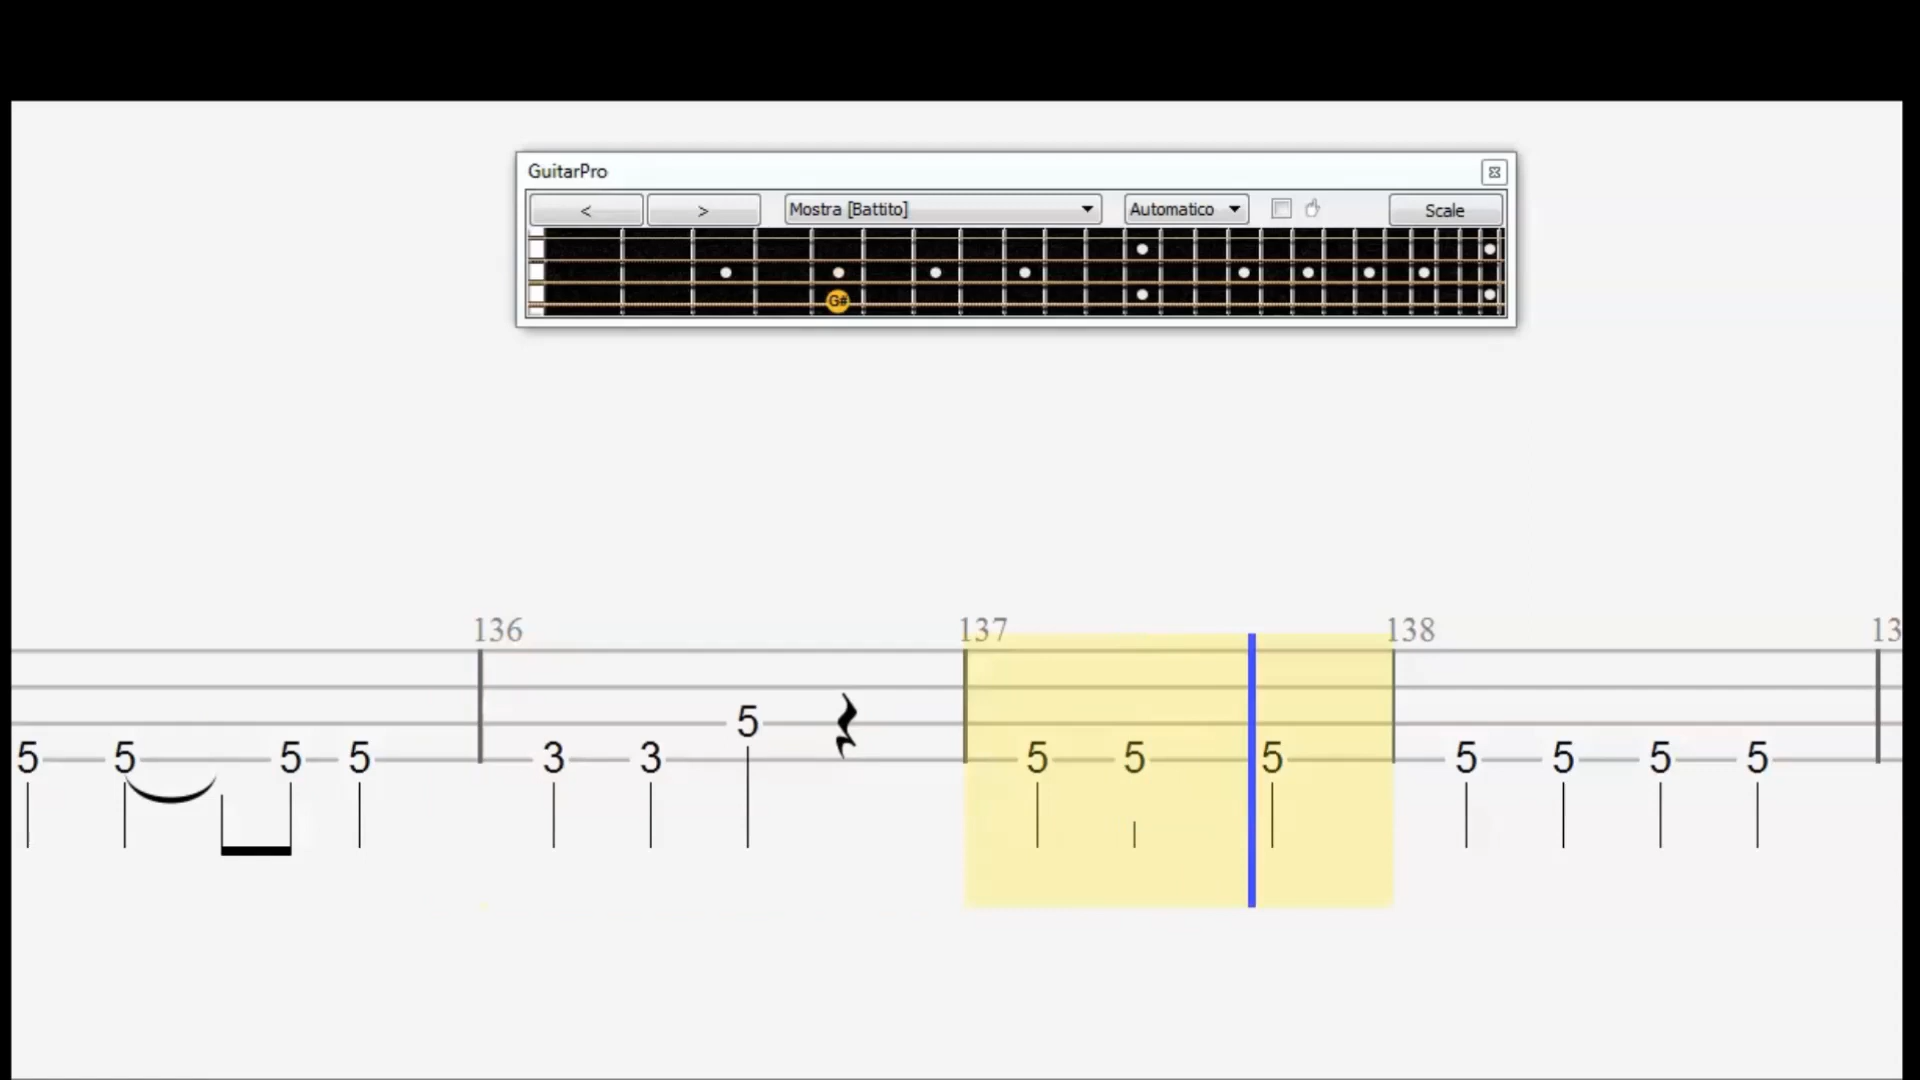 GuitarPro
< > Mostra [Battito] Automatico Scale
G#
136 137 138 13
5
5 5 5 5 3 3 5 5 5 5 5 5 5